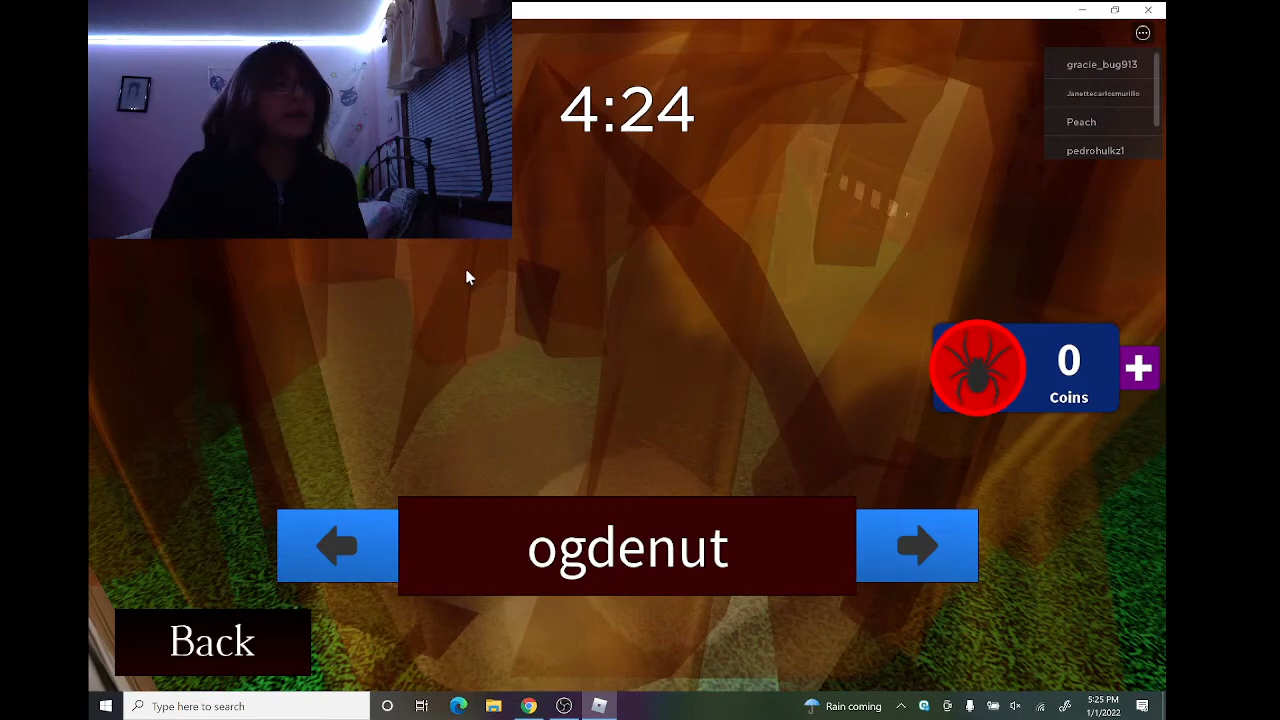 4:24
gracie_bug913
Janettecarlosmurillo
Peach
pedrohulkz1
0
Coins
ogdenut
Back
Type here to search
Rain coming
5:25 PM
1/1/2022